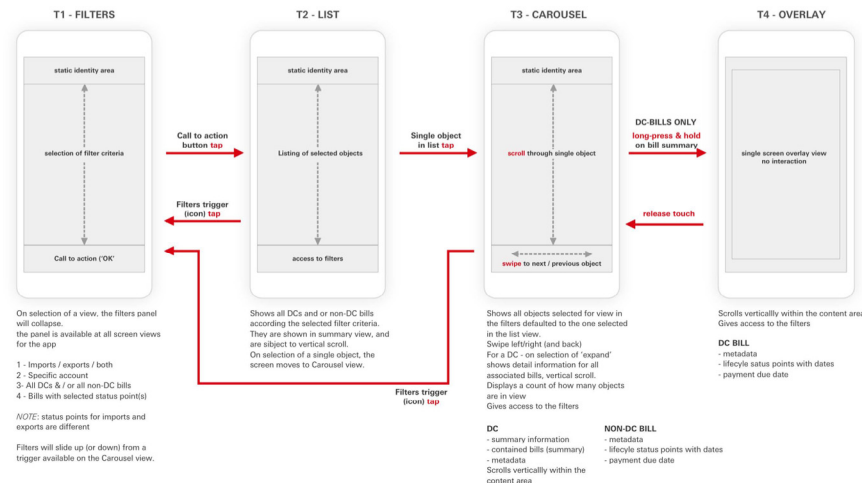 T1 - FILTERS
T2 - LIST
T3 - CAROUSEL
T4 - OVERLAY
static identity area
selection of filter criteria
Call to action ('OK'
Call to action
button tap
Filters trigger
(icon) tap
static identity area
Listing of selected objects
access to filters
Single object
in list tap
static identity area
scroll through single object
swipe to next / previous object
DC-BILLS ONLY
long-press & hold
on bill summary
release touch
single screen overlay view
no interaction
Filters trigger
(icon) tap
On selection of a view. the filters panel
will collapse.
the panel is available at all screen views
for the app
1 - Imports / exports / both
2 - Specific account
3- All DCs & / or all non-DC bills
4 - Bills with selected status point(s)
NOTE: status points for imports and
exports are different
Filters will slide up (or down) from a
trigger available on the Carousel view.
Shows all DCs and or non-DC bills
according the selected filter criteria.
They are shown in summary view, and
are sibject to vertical scroll.
On selection of a single object, the
screen moves to Carousel view.
Shows all objects selected for view in
the filters defaulted to the one selected
in the list view.
Swipe left/right (and back)
For a DC - on selection of 'expand'
shows detail information for all
associated bills, vertical scroll.
Displays a count of how many objects
are in view
Gives access to the filters
DC
- summary information
- contained bills (summary)
- metadata
Scrolls verticallly within the
content area
NON-DC BILL
- metadata
- lifecyle status points with dates
- payment due date
Scrolls verticallly within the content area
Gives access to the filters
DC BILL
- metadata
- lifecyle satus points with dates
- payment due date